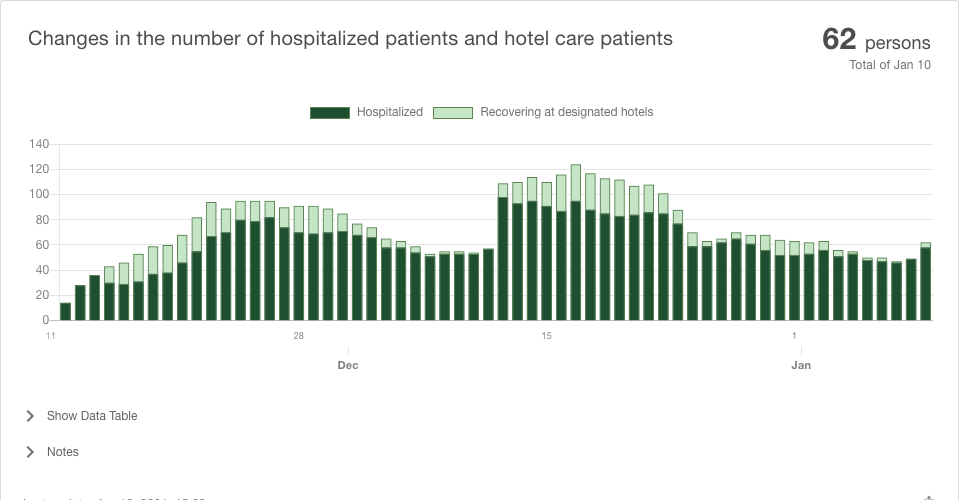 Changes in the number of hospitalized patients and hotel care patients
62 persons
Total of Jan 10
Hospitalized
Recovering at designated hotels
140
120
100
80
60
40
20
0
11 28 15 1
Dec Jan
Show Data Table
Notes